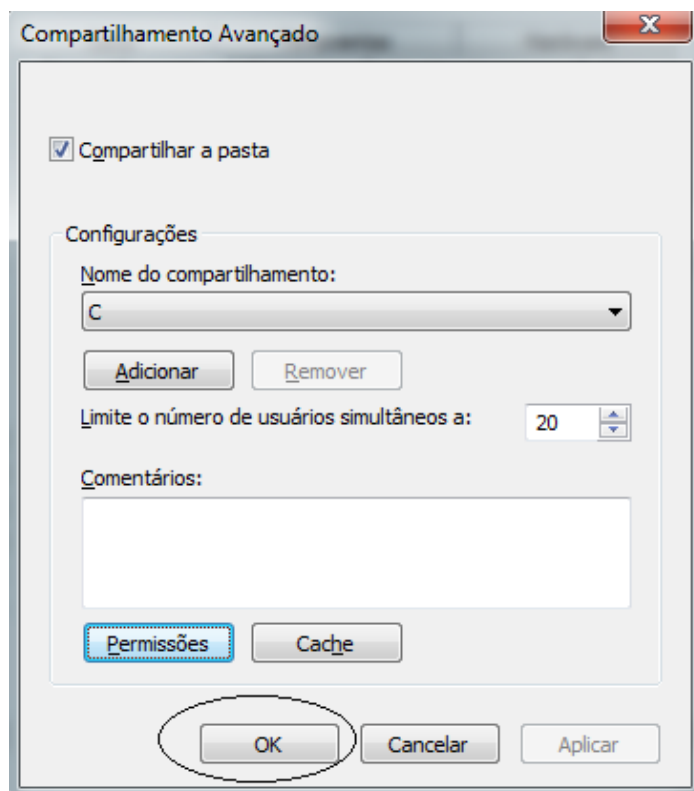 Compartilhamento Avançado
Compartilhar a pasta
Configurações
Nome do compartilhamento:
C
Adicionar Remover
Limite o número de usuários simultâneos a: 20
Comentários:
Permissões Cache
OK Cancelar Aplicar